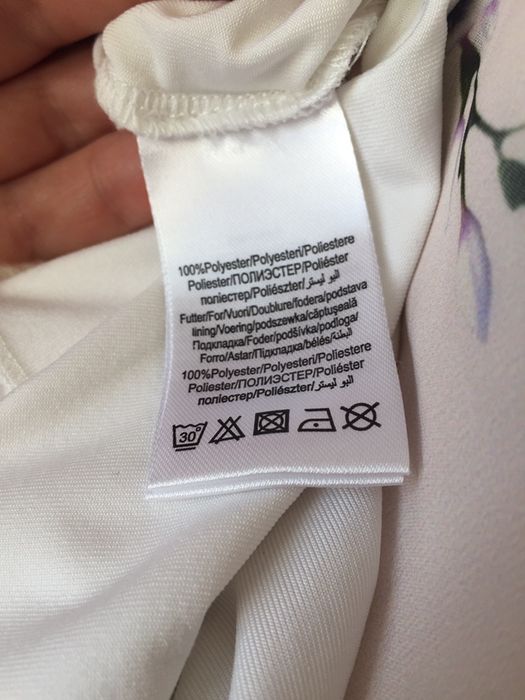 100%Polyester/Polyesteri/Poliestere
Poliester/ПОЛИЭСТЕР/Poliéster
поліестер/Poliészter/البوليستر
Futter/For/Vuori/Doublure/fodera/podstava
lining/Voering/podszewka/căptuşeală
Подкладка/Foder/podšívka/podloga/
Forro/Astar/Підкладка/bélés/البطنة
100%Polyester/Polyesteri/Poliestere
Poliester/ПОЛИЭСТЕР/Poliéster
поліестер/Poliészter/البوليستر
30°